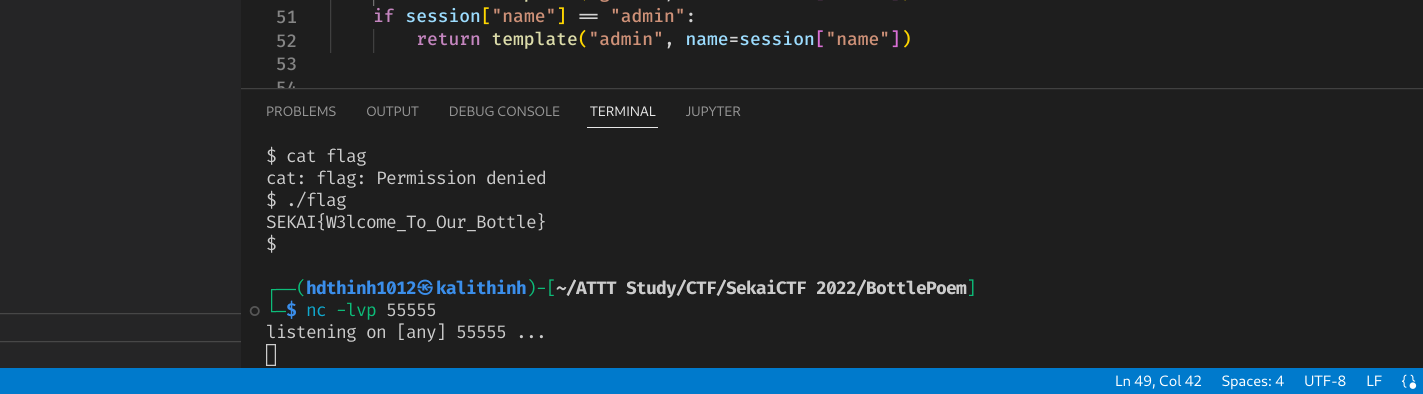 51 if session["name"] == "admin":
52 return template("admin", name=session["name"])
53
PROBLEMS OUTPUT DEBUG CONSOLE TERMINAL JUPYTER
$ cat flag
cat: flag: Permission denied
$ ./flag
SEKAI{W3lcome_To_Our_Bottle}
$
┌──(hdthinh1012㉿kalithinh)-[~/ATTT Study/CTF/SekaiCTF 2022/BottlePoem]
└─$ nc -lvp 55555
listening on [any] 55555 ...
Ln 49, Col 42 Spaces: 4 UTF-8 LF